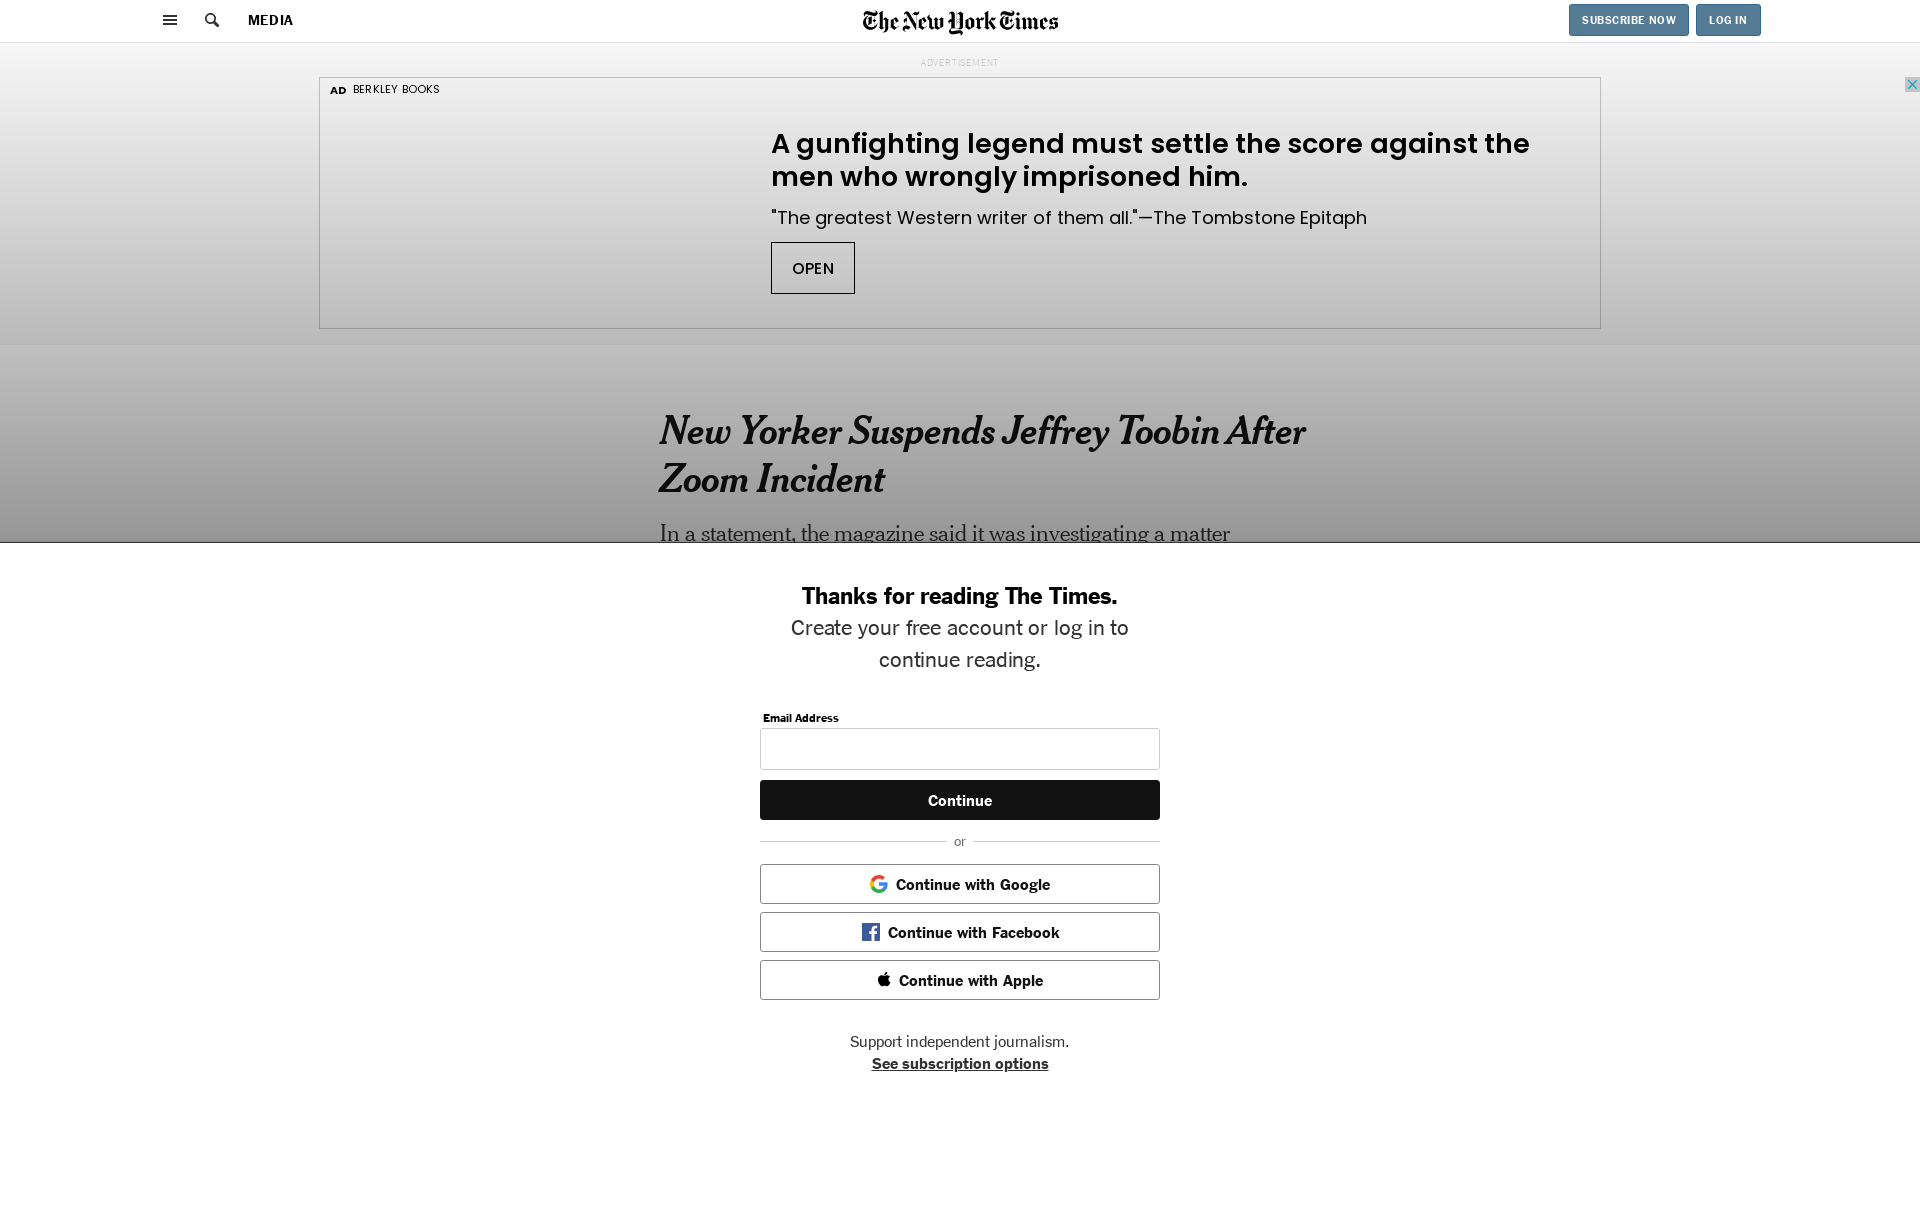 MEDIA
The New York Times
SUBSCRIBE NOW
LOG IN
ADVERTISEMENT
AD BERKLEY BOOKS
A gunfighting legend must settle the score against the
men who wrongly imprisoned him.
"The greatest Western writer of them all."—The Tombstone Epitaph
OPEN
New Yorker Suspends Jeffrey Toobin After
Zoom Incident
In a statement, the magazine said it was investigating a matter
Thanks for reading The Times.
Create your free account or log in to
continue reading.
Email Address
Continue
or
Continue with Google
Continue with Facebook
Continue with Apple
Support independent journalism.
See subscription options